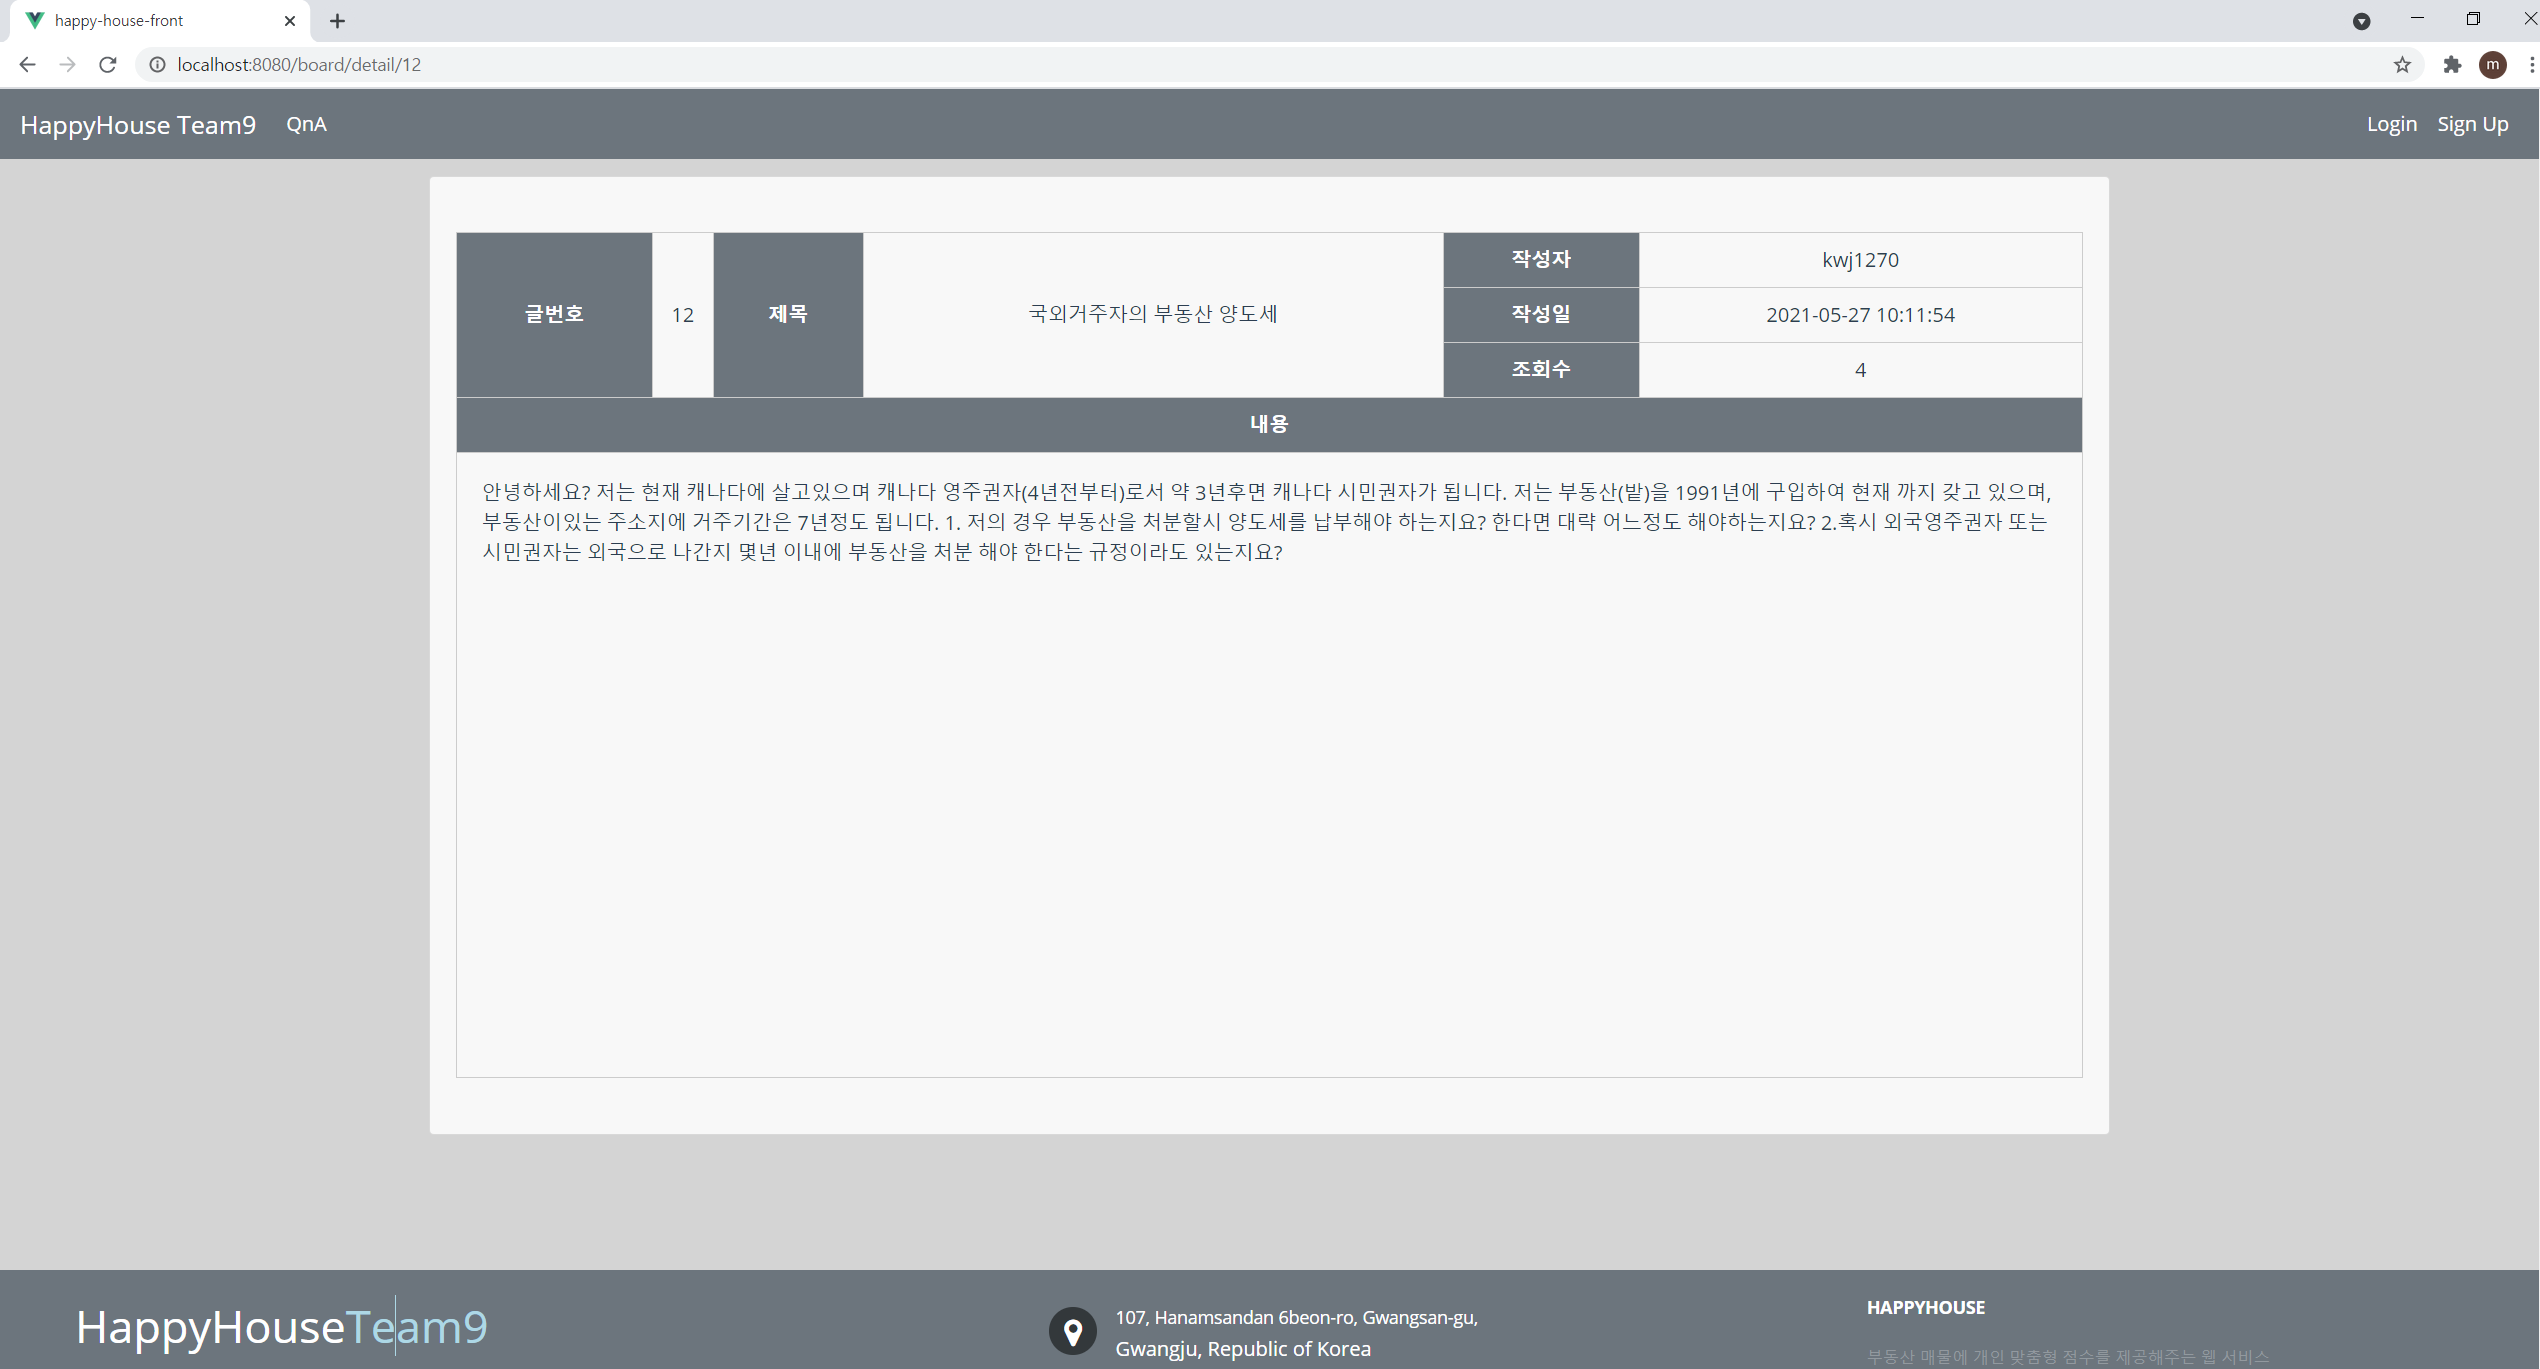 happy-house-front
localhost:8080/board/detail/12
m
HappyHouse Team9 QnA Login Sign Up
글번호 12 제목 국외거주자의 부동산 양도세
작성자 kwj1270
작성일 2021-05-27 10:11:54
조회수 4
내용
안녕하세요? 저는 현재 캐나다에 살고있으며 캐나다 영주권자(4년전부터)로서 약 3년후면 캐나다 시민권자가 됩니다. 저는 부동산(밭)을 1991년에 구입하여 현재 까지 갖고 있으며,
부동산이있는 주소지에 거주기간은 7년정도 됩니다. 1. 저의 경우 부동산을 처분할시 양도세를 납부해야 하는지요? 한다면 대략 어느정도 해야하는지요? 2.혹시 외국영주권자 또는
시민권자는 외국으로 나간지 몇년 이내에 부동산을 처분 해야 한다는 규정이라도 있는지요?
HappyHouseTeam9
107, Hanamsandan 6beon-ro, Gwangsan-gu,
Gwangju, Republic of Korea
HAPPYHOUSE
부동산 매물에 개인 맞춤형 점수를 제공해주는 웹 서비스